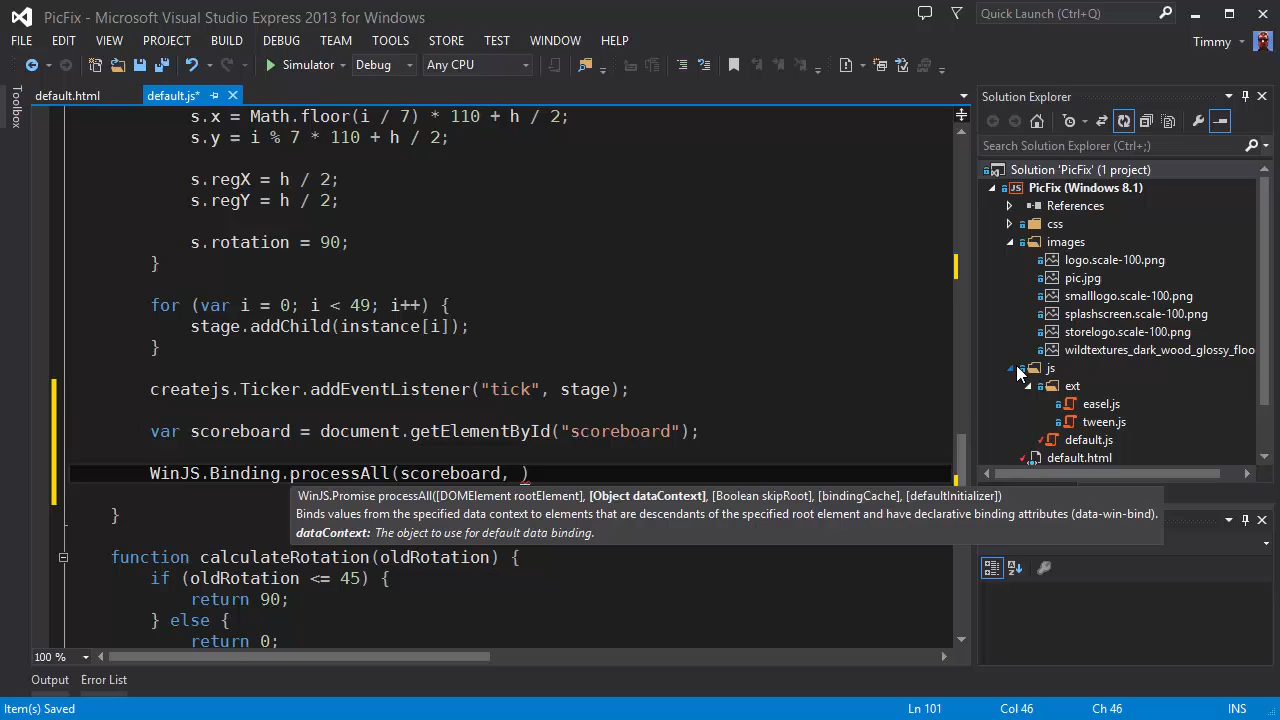 PicFix - Microsoft Visual Studio Express 2013 for Windows
Quick Launch (Ctrl+Q)
FILE EDIT VIEW PROJECT BUILD DEBUG TEAM TOOLS STORE TEST WINDOW HELP
Timmy
Simulator Debug Any CPU
Toolbox
default.html default.js*
s.x = Math.floor(i / 7) * 110 + h / 2;
s.y = i % 7 * 110 + h / 2;
s.regX = h / 2;
s.regY = h / 2;
s.rotation = 90;
}
for (var i = 0; i < 49; i++) {
stage.addChild(instance[i]);
}
createjs.Ticker.addEventListener("tick", stage);
var scoreboard = document.getElementById("scoreboard");
WinJS.Binding.processAll(scoreboard, )
WinJS.Promise processAll([DOMElement rootElement], [Object dataContext], [Boolean skipRoot], [bindingCache], [defaultInitializer])
Binds values from the specified data context to elements that are descendants of the specified root element and have declarative binding attributes (data-win-bind).
dataContext: The object to use for default data binding.
}
function calculateRotation(oldRotation) {
if (oldRotation <= 45) {
return 90;
} else {
return 0;
100 %
Solution Explorer
Search Solution Explorer (Ctrl+;)
Solution 'PicFix' (1 project)
PicFix (Windows 8.1)
References
css
images
logo.scale-100.png
pic.jpg
smalllogo.scale-100.png
splashscreen.scale-100.png
storelogo.scale-100.png
wildtextures_dark_wood_glossy_floo
js
ext
easel.js
tween.js
default.js
default.html
Output Error List
Item(s) Saved Ln 101 Col 46 Ch 46 INS